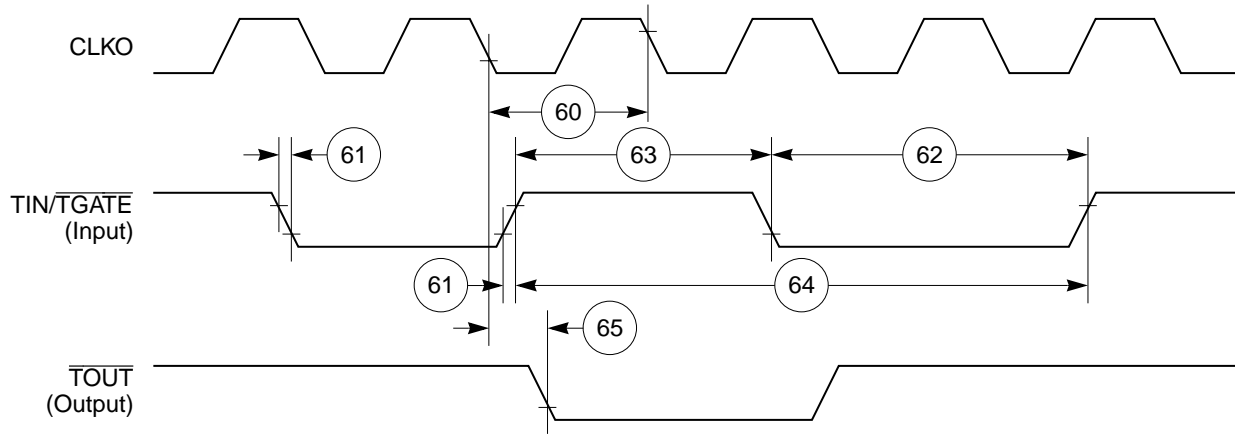 CLKO
60
61
63
62
TIN/TGATE
(Input)
61
64
65
TOUT
(Output)